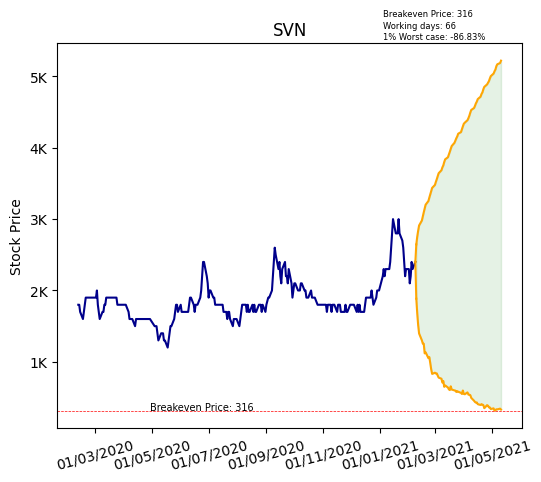 Breakeven Price: 316
Working days: 66
1% Worst case: -86.83%
SVN
Stock Price
5K
4K
3K
2K
1K
Breakeven Price: 316
01/03/2020
01/05/2020
01/07/2020
01/09/2020
01/11/2020
01/01/2021
01/03/2021
01/05/2021